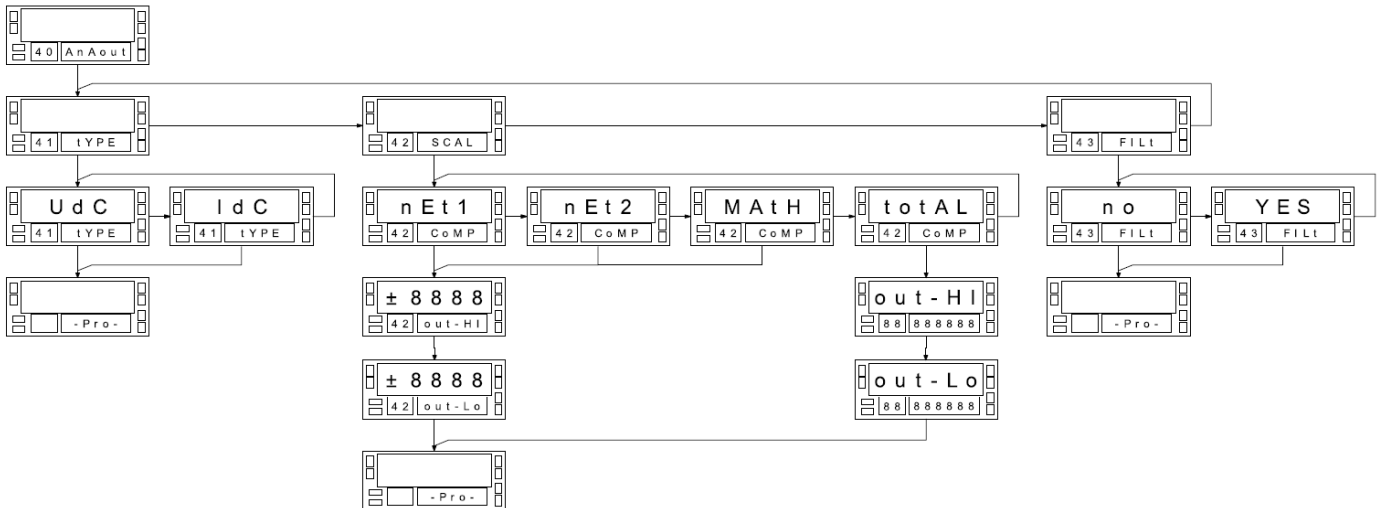 40 AnAout
41 tYPE
42 SCAL
43 FILt
UdC
41 tYPE
IdC
41 tYPE
nEt1
42 CoMP
nEt2
42 CoMP
MAtH
42 CoMP
totAL
42 CoMP
no
43 FILt
YES
43 FILt
-Pro-
± 8888
42 out-HI
out-HI
88 888888
-Pro-
± 8888
42 out-Lo
out-Lo
88 888888
-Pro-